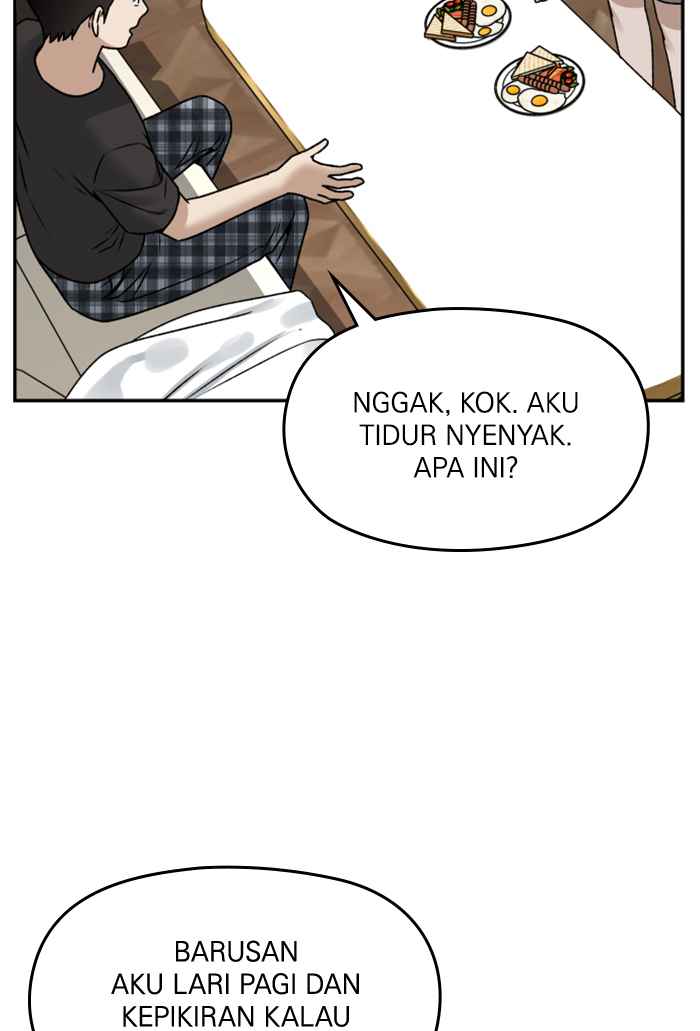 NGGAK, KOK. AKU
TIDUR NYENYAK.
APA INI?
BARUSAN
AKU LARI PAGI DAN
KEPIKIRAN KALAU